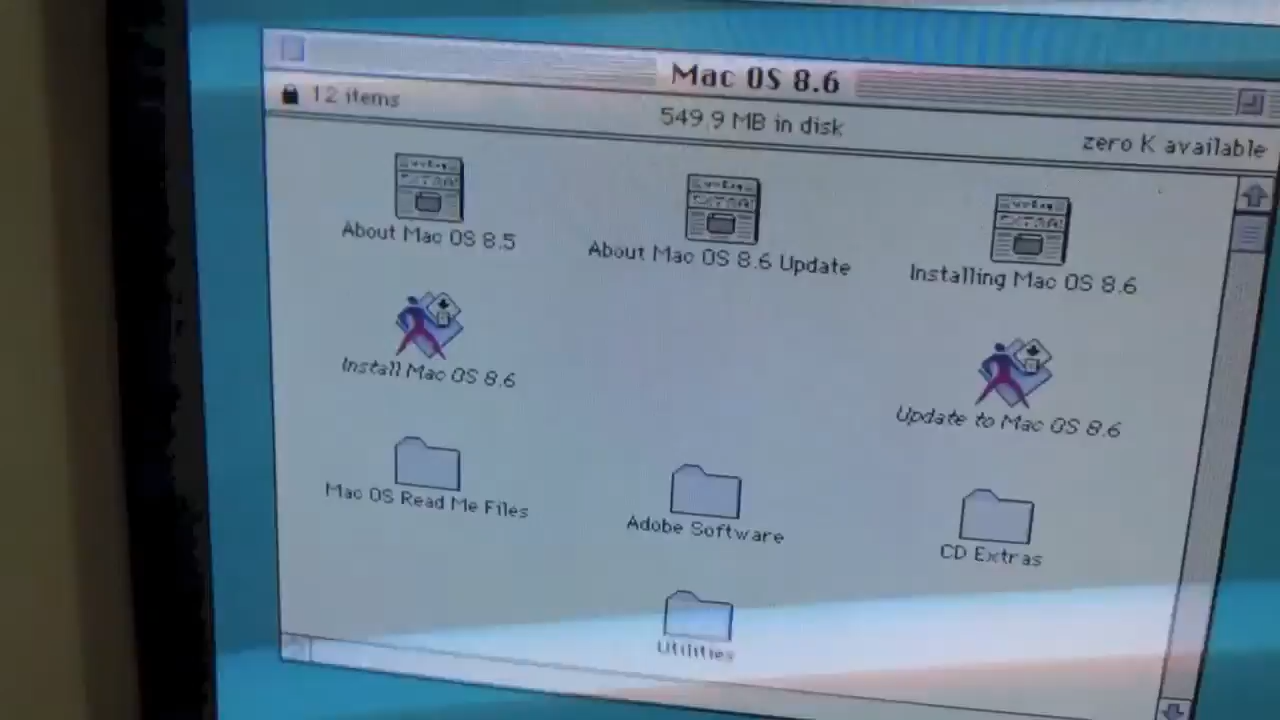 Mac OS 8.6
12 items
549.9 MB in disk
zero K available
About Mac OS 8.5
About Mac OS 8.6 Update
Installing Mac OS 8.6
Install Mac OS 8.6
Update to Mac OS 8.6
Mac OS Read Me Files
Adobe Software
CD Extras
Utilities